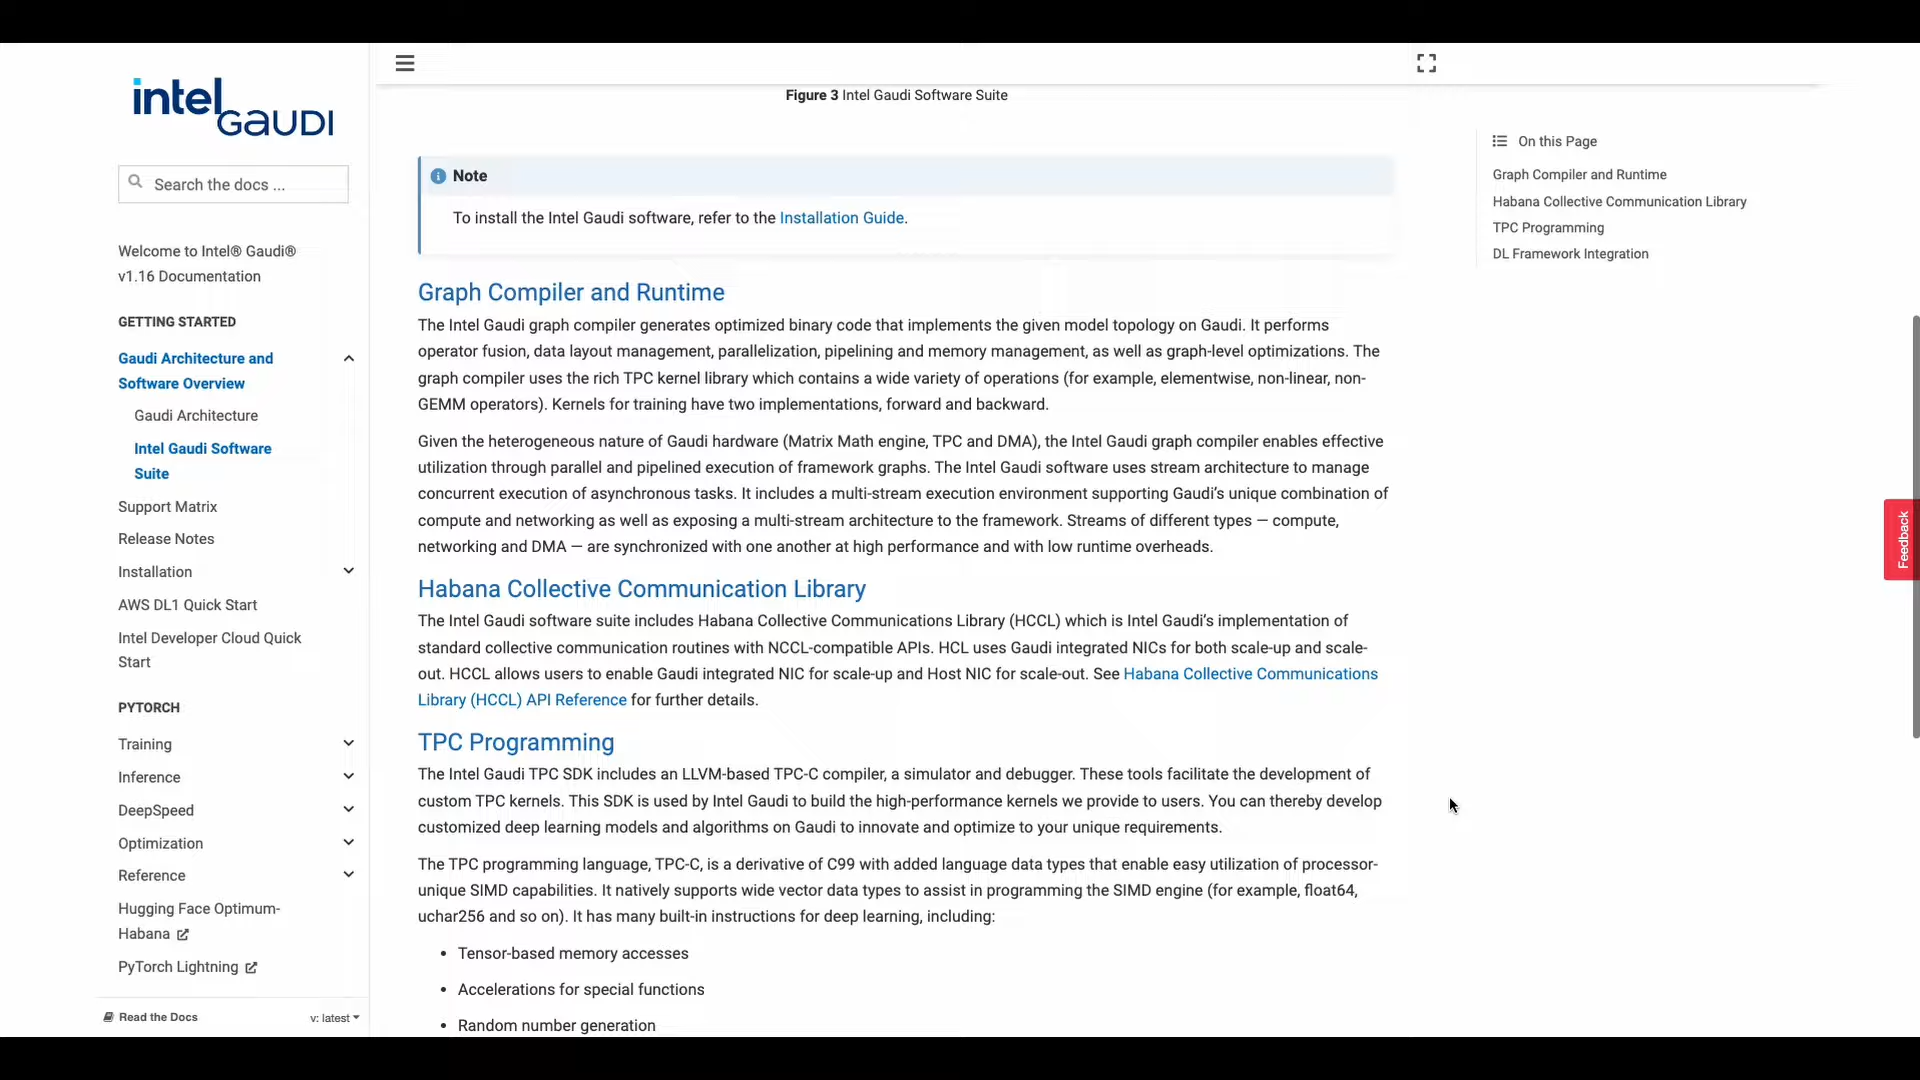 intel
GAUDI
Search the docs ...
Welcome to Intel® Gaudi®
v1.16 Documentation
GETTING STARTED
Gaudi Architecture and
Software Overview
Gaudi Architecture
Intel Gaudi Software
Suite
Support Matrix
Release Notes
Installation
AWS DL1 Quick Start
Intel Developer Cloud Quick
Start
PYTORCH
Training
Inference
DeepSpeed
Optimization
Reference
Hugging Face Optimum-
Habana
PyTorch Lightning
Read the Docs
v: latest
Figure 3 Intel Gaudi Software Suite
Note
To install the Intel Gaudi software, refer to the Installation Guide.
Graph Compiler and Runtime
The Intel Gaudi graph compiler generates optimized binary code that implements the given model topology on Gaudi. It performs
operator fusion, data layout management, parallelization, pipelining and memory management, as well as graph-level optimizations. The
graph compiler uses the rich TPC kernel library which contains a wide variety of operations (for example, elementwise, non-linear, non-
GEMM operators). Kernels for training have two implementations, forward and backward.
Given the heterogeneous nature of Gaudi hardware (Matrix Math engine, TPC and DMA), the Intel Gaudi graph compiler enables effective
utilization through parallel and pipelined execution of framework graphs. The Intel Gaudi software uses stream architecture to manage
concurrent execution of asynchronous tasks. It includes a multi-stream execution environment supporting Gaudi's unique combination of
compute and networking as well as exposing a multi-stream architecture to the framework. Streams of different types — compute,
networking and DMA — are synchronized with one another at high performance and with low runtime overheads.
Habana Collective Communication Library
The Intel Gaudi software suite includes Habana Collective Communications Library (HCCL) which is Intel Gaudi's implementation of
standard collective communication routines with NCCL-compatible APIs. HCL uses Gaudi integrated NICs for both scale-up and scale-
out. HCCL allows users to enable Gaudi integrated NIC for scale-up and Host NIC for scale-out. See Habana Collective Communications
Library (HCCL) API Reference for further details.
TPC Programming
The Intel Gaudi TPC SDK includes an LLVM-based TPC-C compiler, a simulator and debugger. These tools facilitate the development of
custom TPC kernels. This SDK is used by Intel Gaudi to build the high-performance kernels we provide to users. You can thereby develop
customized deep learning models and algorithms on Gaudi to innovate and optimize to your unique requirements.
The TPC programming language, TPC-C, is a derivative of C99 with added language data types that enable easy utilization of processor-
unique SIMD capabilities. It natively supports wide vector data types to assist in programming the SIMD engine (for example, float64,
uchar256 and so on). It has many built-in instructions for deep learning, including:
• Tensor-based memory accesses
• Accelerations for special functions
• Random number generation
On this Page
Graph Compiler and Runtime
Habana Collective Communication Library
TPC Programming
DL Framework Integration
Feedback